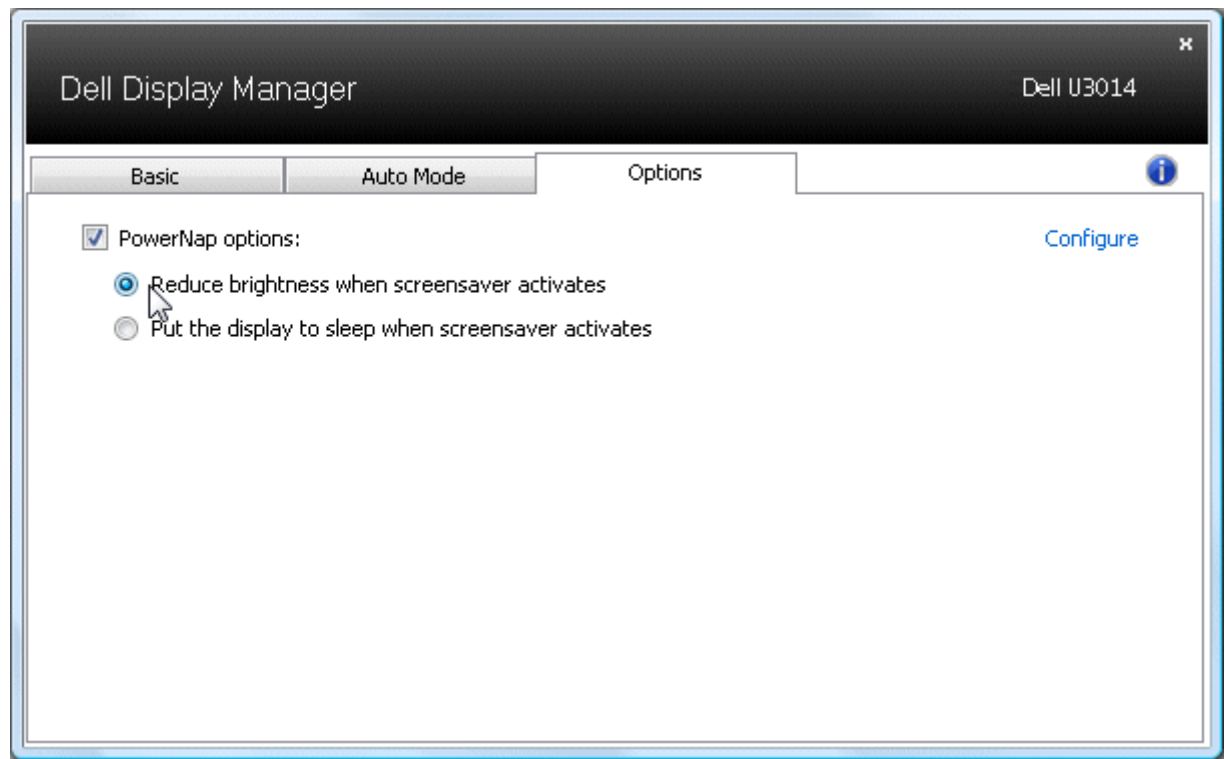 Dell Display Manager
Dell U3014
Basic
Auto Mode
Options
PowerNap options:
Configure
Reduce brightness when screensaver activates
Put the display to sleep when screensaver activates